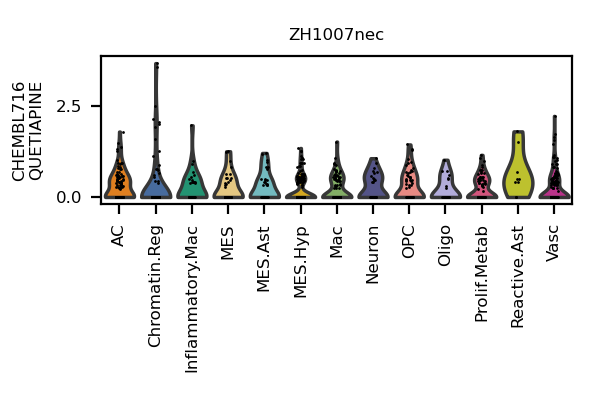 ZH1007nec
CHEMBL716
QUETIAPINE
2.5
0.0
AC
Chromatin.Reg
Inflammatory.Mac
MES
MES.Ast
MES.Hyp
Mac
Neuron
OPC
Oligo
Prolif.Metab
Reactive.Ast
Vasc